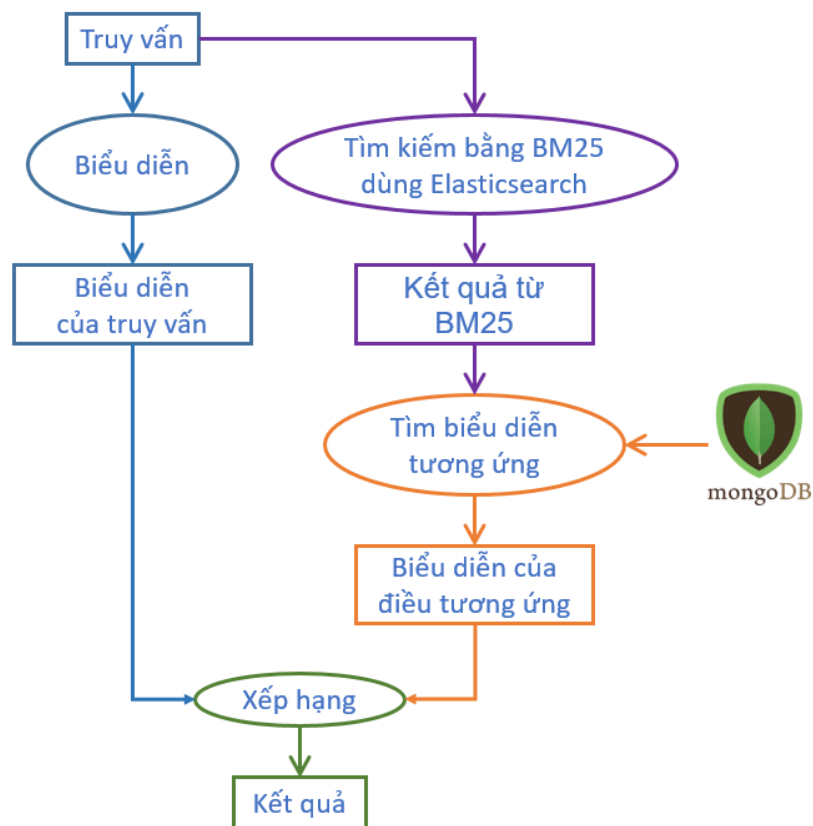 Truy vấn
Biểu diễn
Tìm kiếm bằng BM25
dùng Elasticsearch
Biểu diễn
của truy vấn
Kết quả từ
BM25
Tìm biểu diễn
tương ứng
mongoDB
Biểu diễn của
điều tương ứng
Xếp hạng
Kết quả